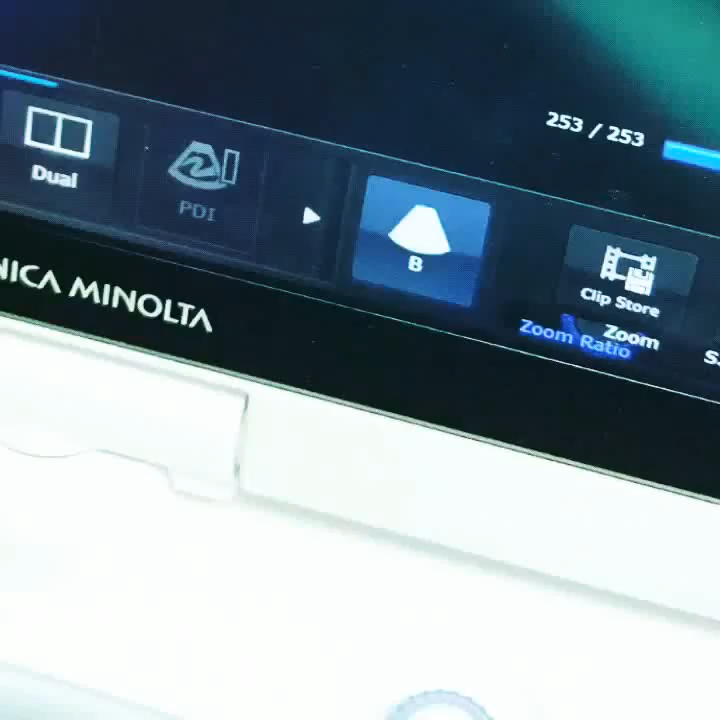 253 / 253
Dual
PDI
B
Clip Store
Zoom Ratio Zoom
NICA MINOLTA